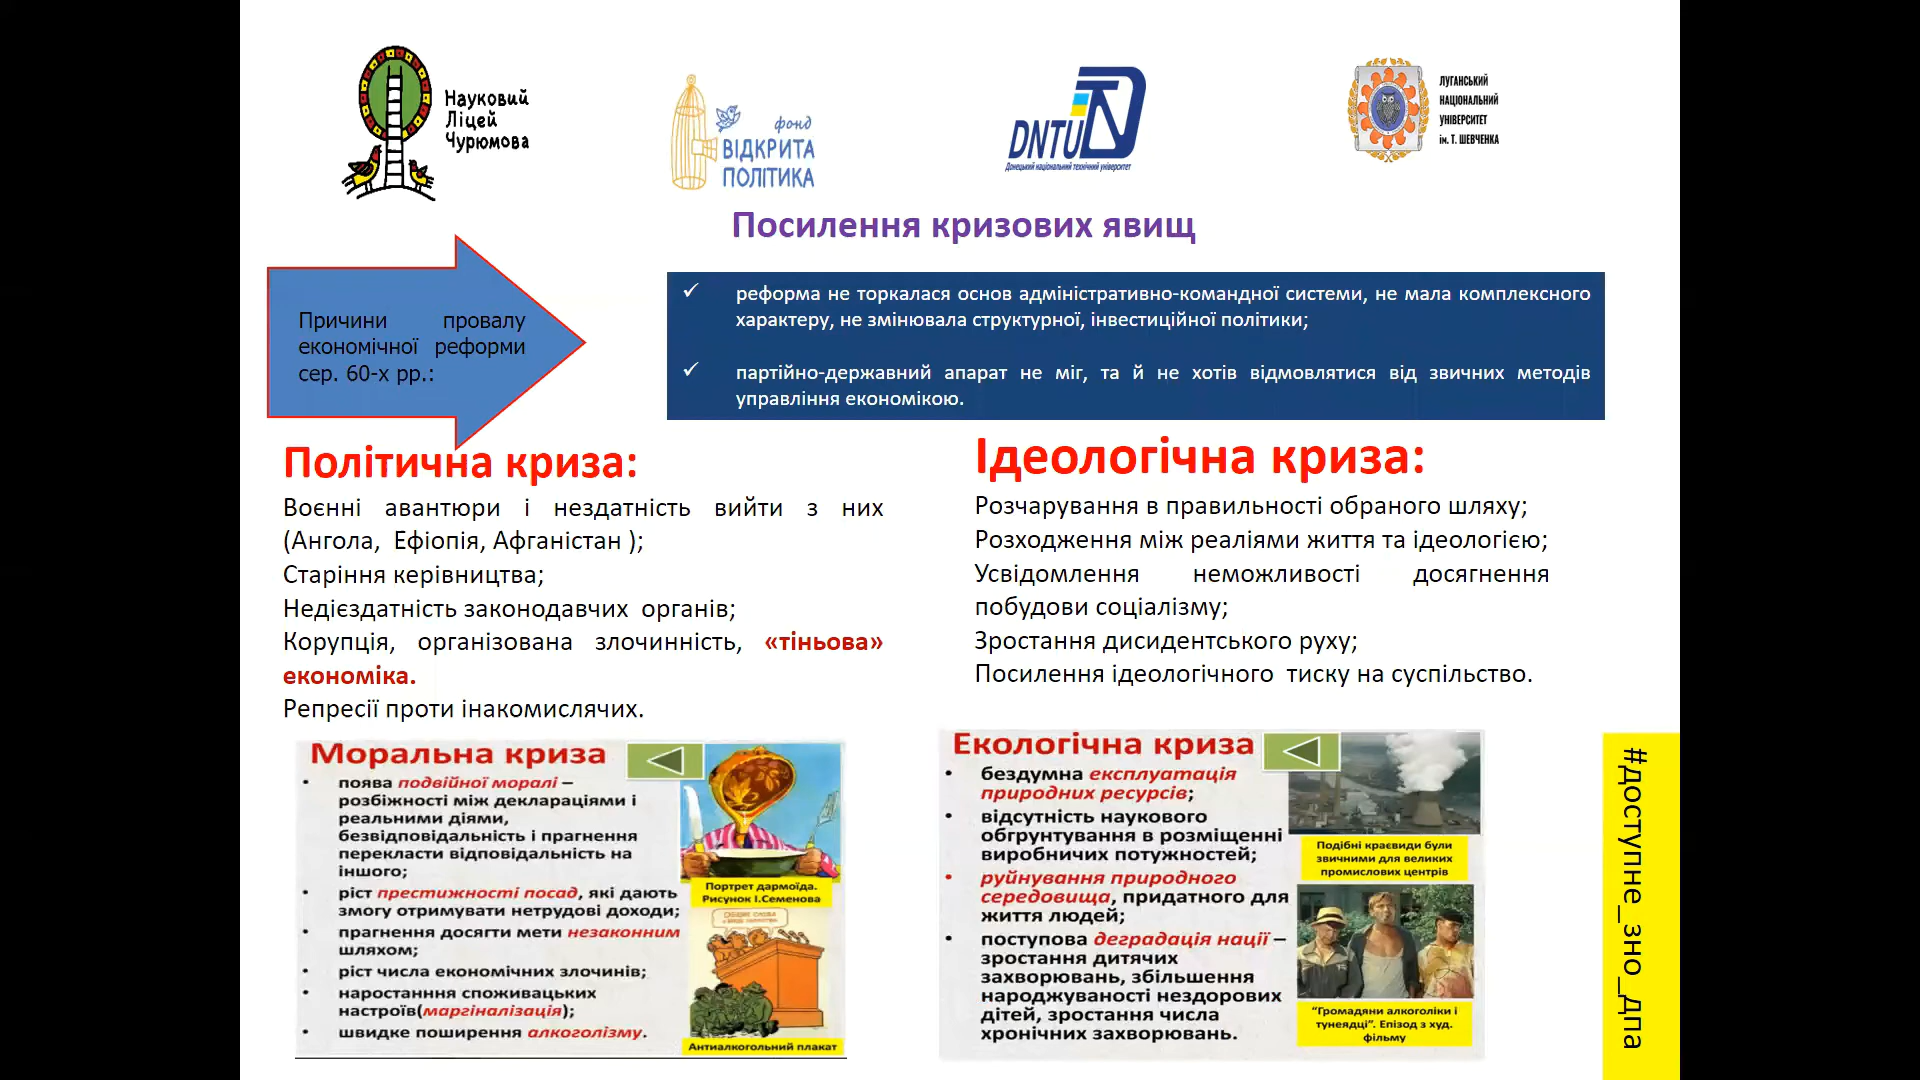 Науковий
Ліцей
Чурюмова
фонд
ВІДКРИТА
ПОЛІТИКА
DNTU
Донецький національний технічний університет
ЛУГАНСЬКИЙ
НАЦІОНАЛЬНИЙ
УНІВЕРСИТЕТ
ім. Т. ШЕВЧЕНКА
Посилення кризових явищ
Причини провалу
економічної реформи
сер. 60-х рр.:
✓ реформа не торкалася основ адміністративно-командної системи, не мала комплексного
характеру, не змінювала структурної, інвестиційної політики;
✓ партійно-державний апарат не міг, та й не хотів відмовлятися від звичних методів
управління економікою.
Політична криза:
Воєнні авантюри і нездатність вийти з них
(Ангола, Ефіопія, Афганістан );
Старіння керівництва;
Недієздатність законодавчих органів;
Корупція, організована злочинність, «тіньова»
економіка.
Репресії проти інакомислячих.
Ідеологічна криза:
Розчарування в правильності обраного шляху;
Розходження між реаліями життя та ідеологією;
Усвідомлення неможливості досягнення
побудови соціалізму;
Зростання дисидентського руху;
Посилення ідеологічного тиску на суспільство.
Моральна криза
• поява подвійної моралі –
розбіжності між деклараціями і
реальними діями,
безвідповідальність і прагнення
перекласти відповідальність на
іншого;
• ріст престижності посад, які дають
змогу отримувати нетрудові доходи;
• прагнення досягти мети незаконним
шляхом;
• ріст числа економічних злочинів;
• наростанння споживацьких
настроїв(маргіналізація);
• швидке поширення алкоголізму.
Портрет дармоїда.
Рисунок І.Семенова
ОБЩИЕ СЛОВА
Антиалкогольний плакат
Екологічна криза
• бездумна експлуатація
природних ресурсів;
• відсутність наукового
обгрунтування в розміщенні
виробничих потужностей;
• руйнування природного
середовища, придатного для
життя людей;
• поступова деградація нації –
зростання дитячих
захворювань, збільшення
народжуваності нездорових
дітей, зростання числа
хронічних захворювань.
Подібні краєвиди були
звичними для великих
промислових центрів
"Громадяни алкоголіки і
тунеядці". Епізод з худ.
фільму
#доступне_зно_дпа